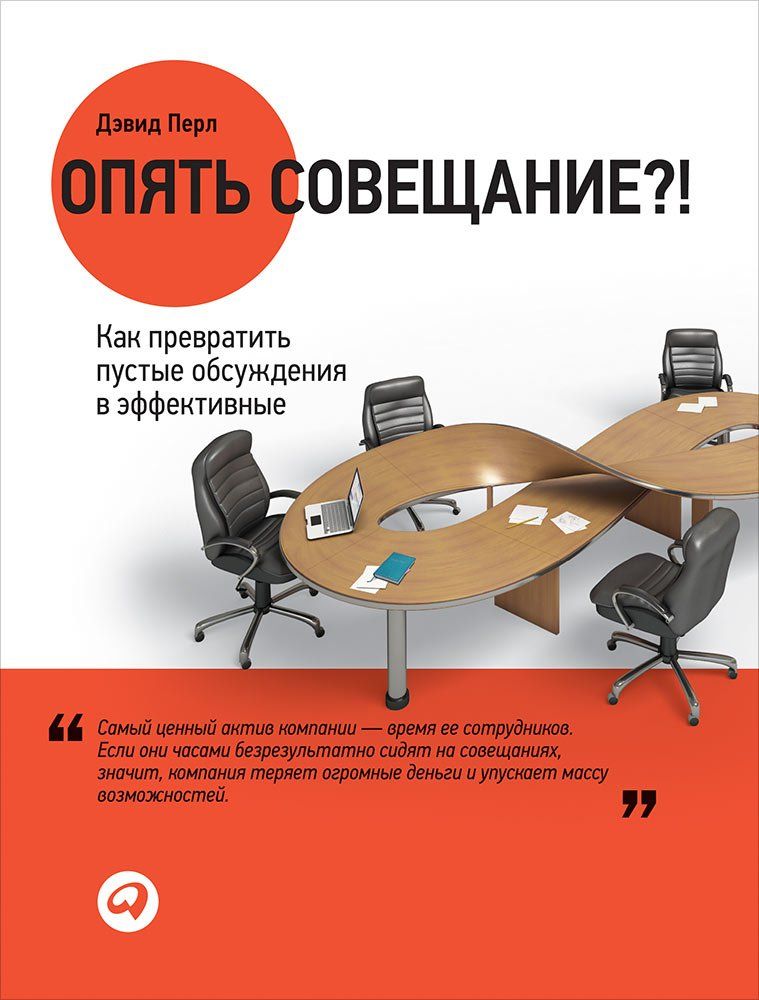 Дэвид Перл
ОПЯТЬ СОВЕЩАНИЕ?!
Как превратить
пустые обсуждения
в эффективные
“
Самый ценный актив компании — время ее сотрудников.
Если они часами безрезультатно сидят на совещаниях,
значит, компания теряет огромные деньги и упускает массу
возможностей.
”